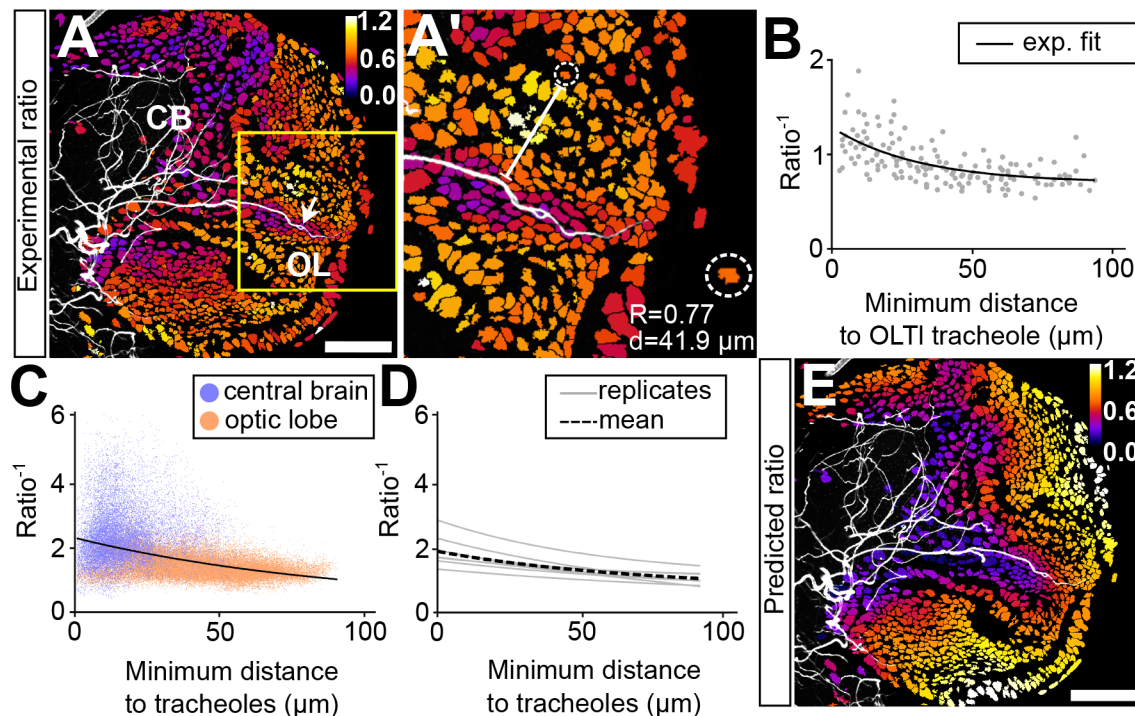 Experimental ratio
A
CB
OL
1.2
0.6
0.0
A'
R=0.77
d=41.9 µm
B
exp. fit
Ratio-1
2
1
0
0
50
100
Minimum distance
to OLTI tracheole (µm)
C
central brain
optic lobe
Ratio-1
6
4
2
0
0
50
100
Minimum distance
to tracheoles (µm)
D
replicates
mean
Ratio-1
6
4
2
0
0
50
100
Minimum distance
to tracheoles (µm)
Predicted ratio
E
1.2
0.6
0.0